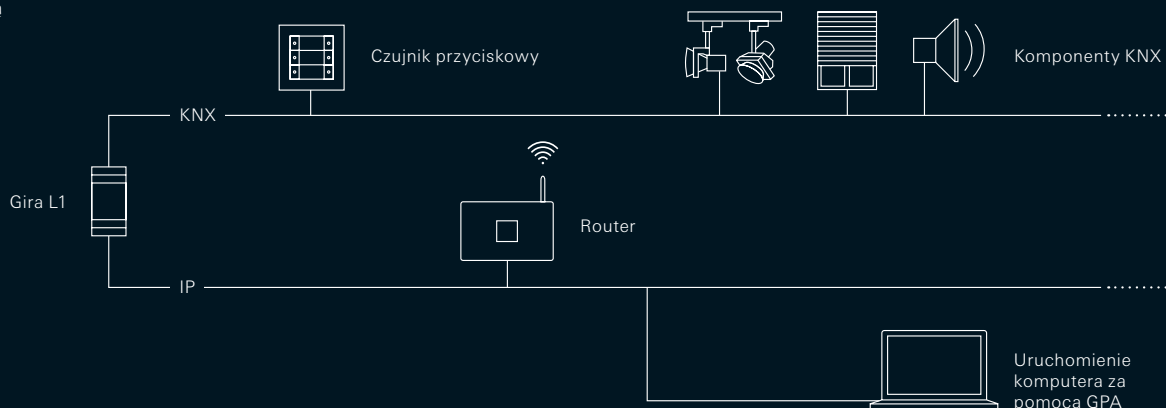 Czujnik przyciskowy
Komponenty KNX
KNX
Gira L1
Router
IP
Uruchomienie
komputera za
pomocą GPA